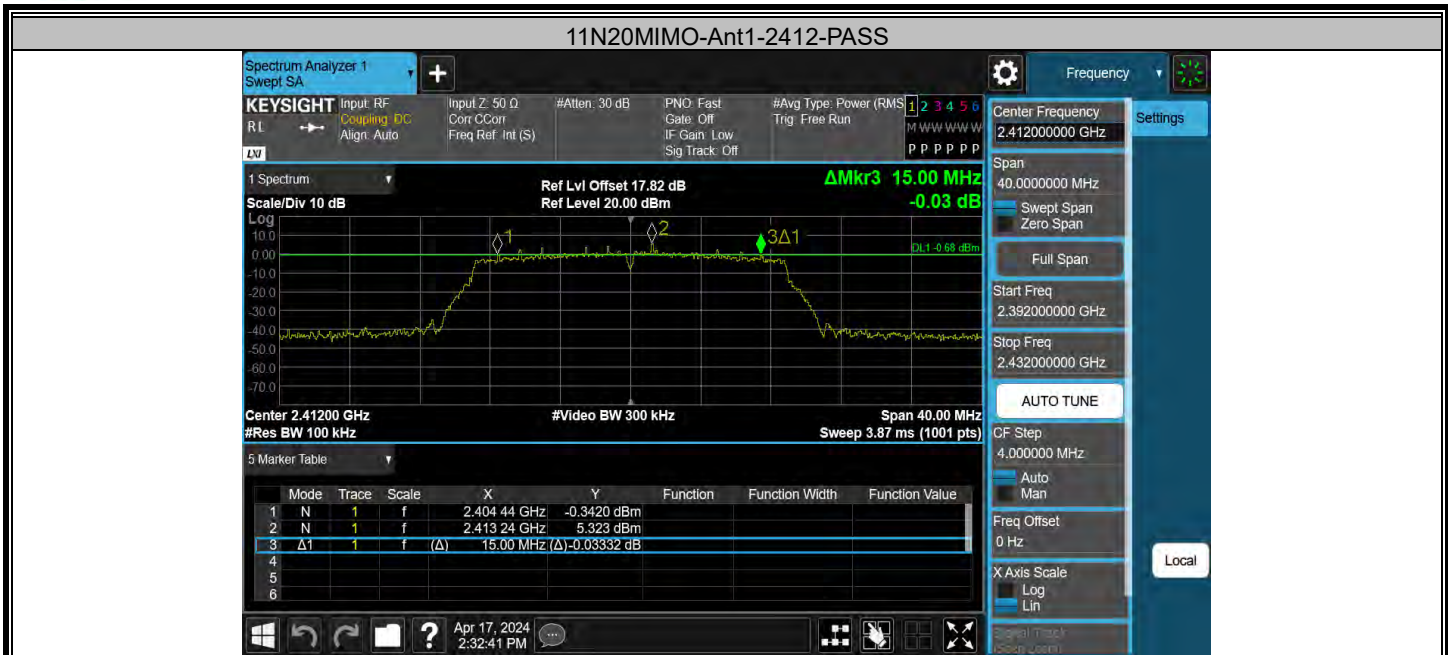 11N20MIMO-Ant1-2412-PASS
Spectrum Analyzer 1
Swept SA
+
Frequency
KEYSIGHT Input: RF Input Z: 50 Ω #Atten: 30 dB PNO: Fast #Avg Type: Power (RMS 1 2 3 4 5 6
RL Coupling: DC Corr CCorr Gate: Off Trig: Free Run
Align: Auto Freq Ref: Int (S) IF Gain: Low M W W W W W
LXI Sig Track: Off P P P P P P
Center Frequency
2.412000000 GHz
Settings
Span
40.0000000 MHz
Swept Span
Zero Span
Full Span
Start Freq
2.392000000 GHz
Stop Freq
2.432000000 GHz
AUTO TUNE
CF Step
4.000000 MHz
Auto
Man
Freq Offset
0 Hz
X Axis Scale
Log
Lin
Signal Track
(Span Zoom)
Local
1 Spectrum
Scale/Div 10 dB
Ref Lvl Offset 17.82 dB
Ref Level 20.00 dBm
ΔMkr3 15.00 MHz
-0.03 dB
Log
1
2
3Δ1
DL1 -0.68 dBm
10.0
0.00
-10.0
-20.0
-30.0
-40.0
-50.0
-60.0
-70.0
Center 2.41200 GHz #Video BW 300 kHz Span 40.00 MHz
#Res BW 100 kHz Sweep 3.87 ms (1001 pts)
5 Marker Table
Mode Trace Scale X Y Function Function Width Function Value
1 N 1 f 2.404 44 GHz -0.3420 dBm
2 N 1 f 2.413 24 GHz 5.323 dBm
3 Δ1 1 f (Δ) 15.00 MHz (Δ) -0.03332 dB
4
5
6
?
Apr 17, 2024
2:32:41 PM